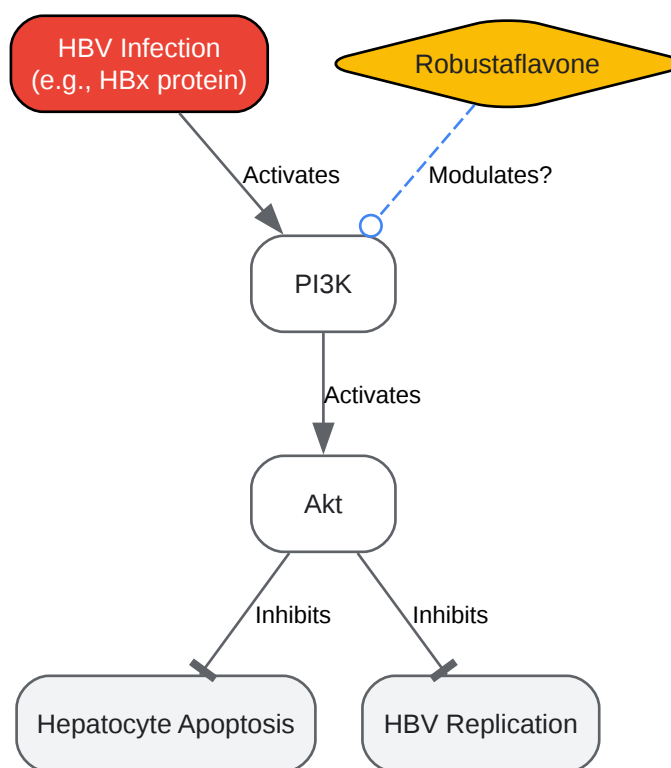 HBV Infection
(e.g., HBx protein)
Robustaflavone
Activates
Modulates?
PI3K
Activates
Akt
Inhibits
Inhibits
Hepatocyte Apoptosis
HBV Replication